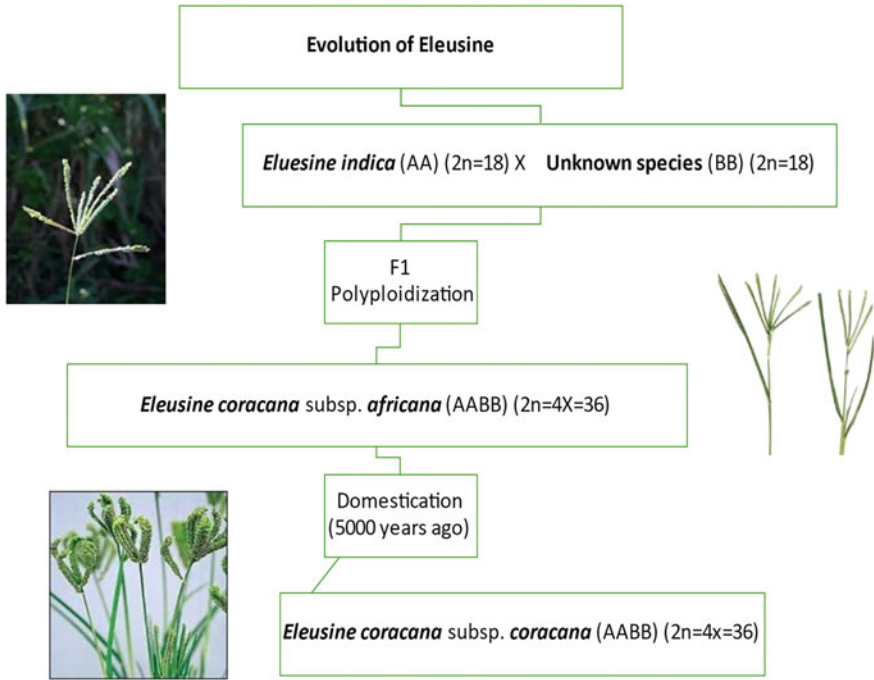 Evolution of Eleusine
Eluesine indica (AA) (2n=18) X Unknown species (BB) (2n=18)
F1
Polyploidization
Eleusine coracana subsp. africana (AABB) (2n=4X=36)
Domestication
(5000 years ago)
Eleusine coracana subsp. coracana (AABB) (2n=4x=36)